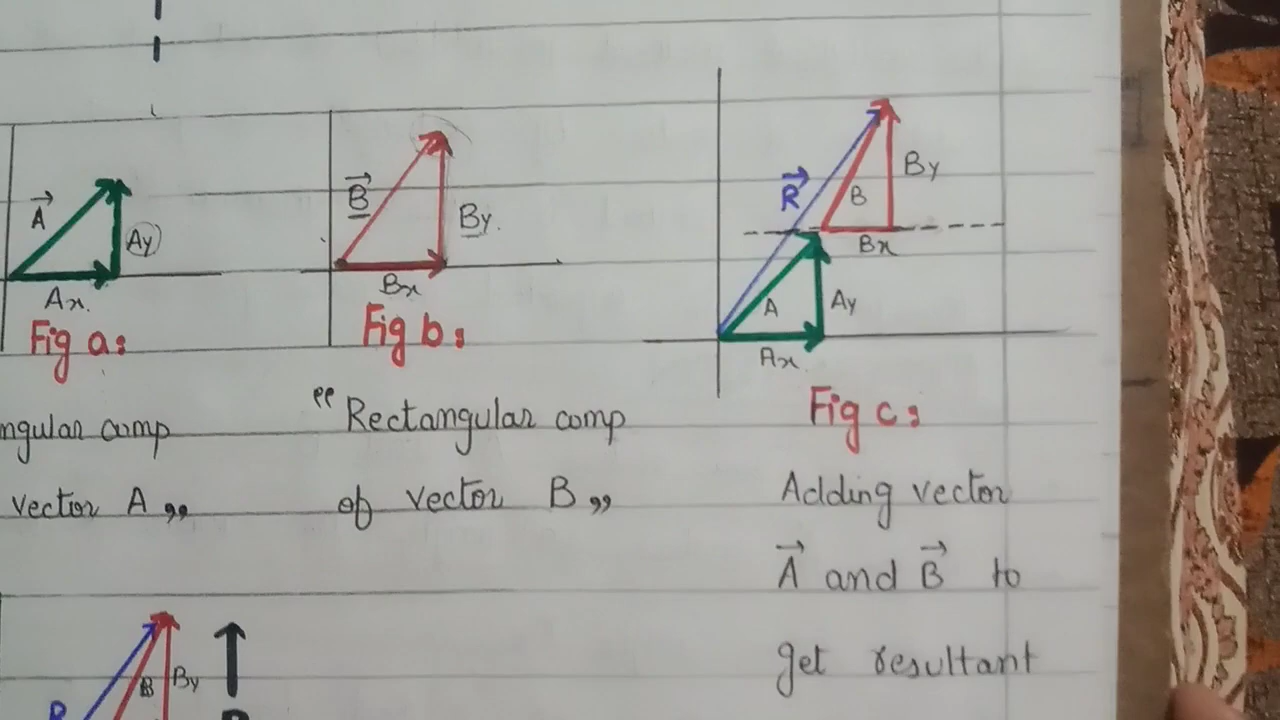 A
Ay
Ax
Fig a:
B
By.
Bx
Fig b:
R
B
By
Bx
A
Ay
Ax
Fig c:
ngular comp
vector A „
“ Rectangular comp
of vector B „
Adding vector
A and B to
get resultant
B
By
R